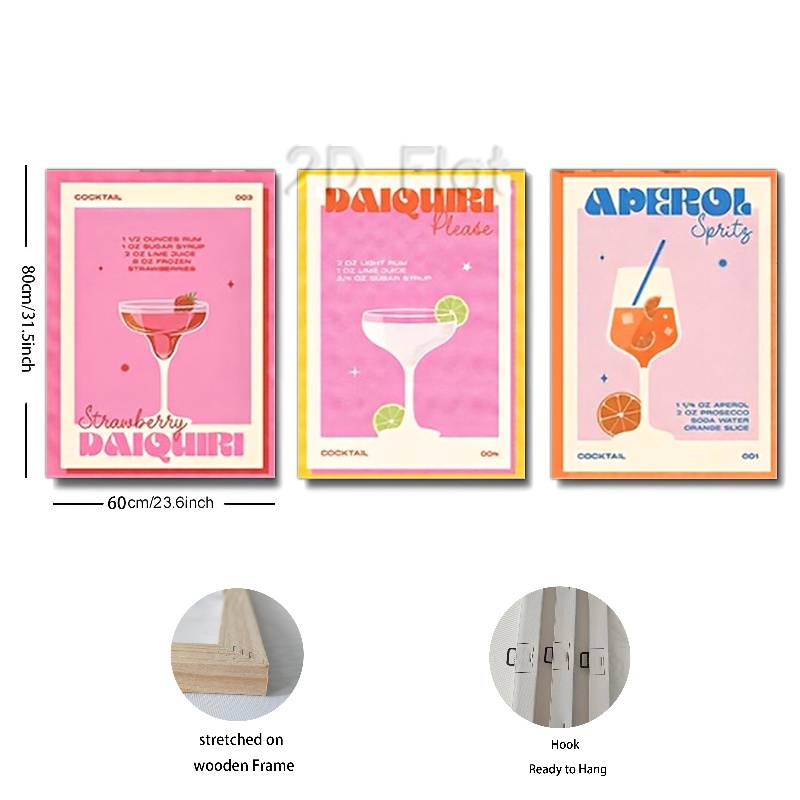 2D Flat
COCKTAIL 003
1 1/2 OUNCES RUM
1 OZ SUGAR SYRUP
2 OZ LIME JUICE
8 OZ FROZEN
STRAWBERRIES
Strawberry
DAIQUIRI
DAIQUIRI
Please
2 OZ LIGHT RUM
1 OZ LIME JUICE
3/4 OZ SUGAR SYRUP
COCKTAIL 004
APEROL
Spritz
1 1/4 OZ APEROL
2 OZ PROSECCO
SODA WATER
ORANGE SLICE
COCKTAIL 001
80cm/31.5inch
60cm/23.6inch
stretched on
wooden Frame
Hook
Ready to Hang